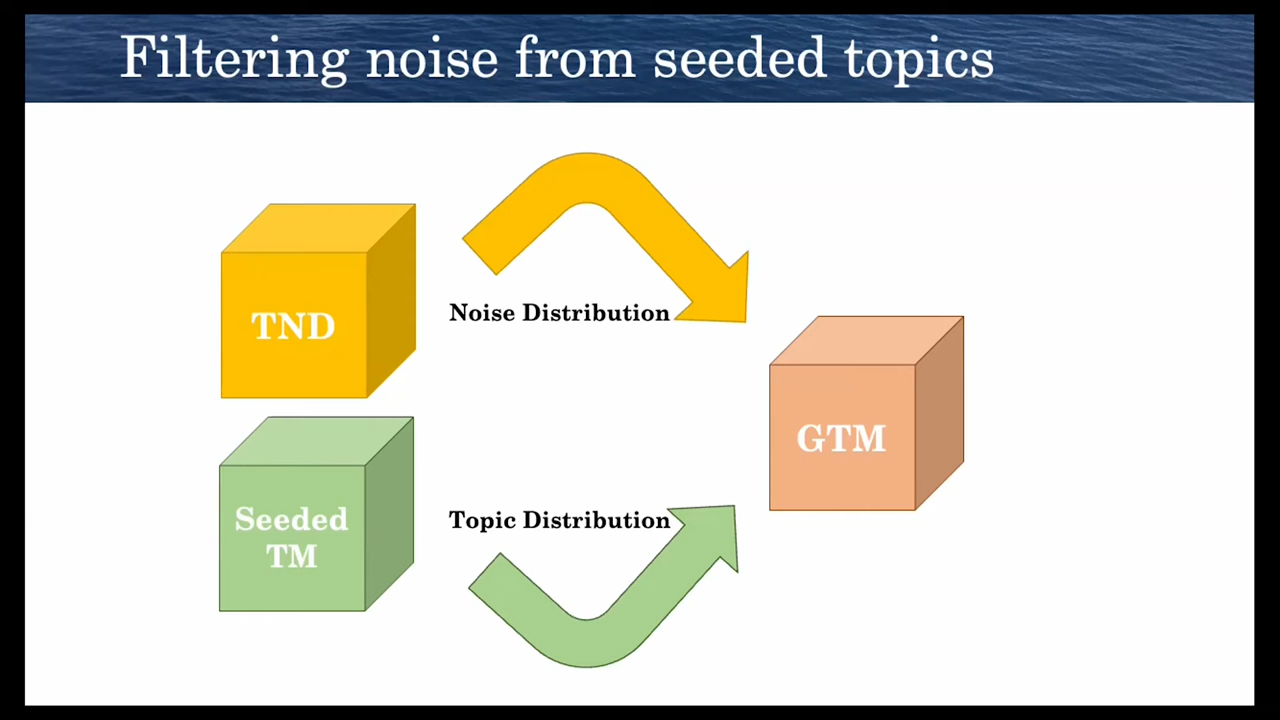 Filtering noise from seeded topics
TND
Noise Distribution
GTM
Seeded
TM
Topic Distribution